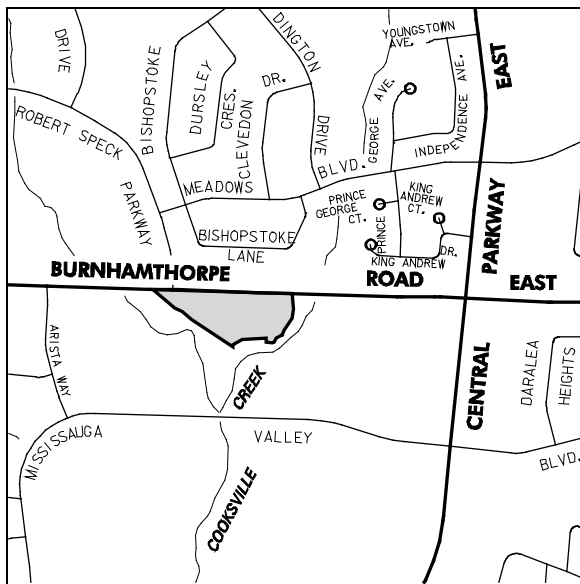 YOUNGSTOWN
AVE.
EAST
DINGTON
DRIVE
DRIVE
BISHOPSTOKE
DURSLEY
CRES.
CLEVEDON
DR.
GEORGE AVE.
INDEPENDENCE AVE.
ROBERT SPECK
PARKWAY
MEADOWS
BLVD.
PRINCE
GEORGE
CT.
KING
ANDREW
CT.
PRINCE
KING ANDREW
DR.
PARKWAY
BISHOPSTOKE
LANE
BURNHAMTHORPE ROAD EAST
ARISTA WAY
CREEK
CENTRAL
DARALEA
HEIGHTS
MISSISSAUGA
VALLEY
BLVD.
COOKSVILLE